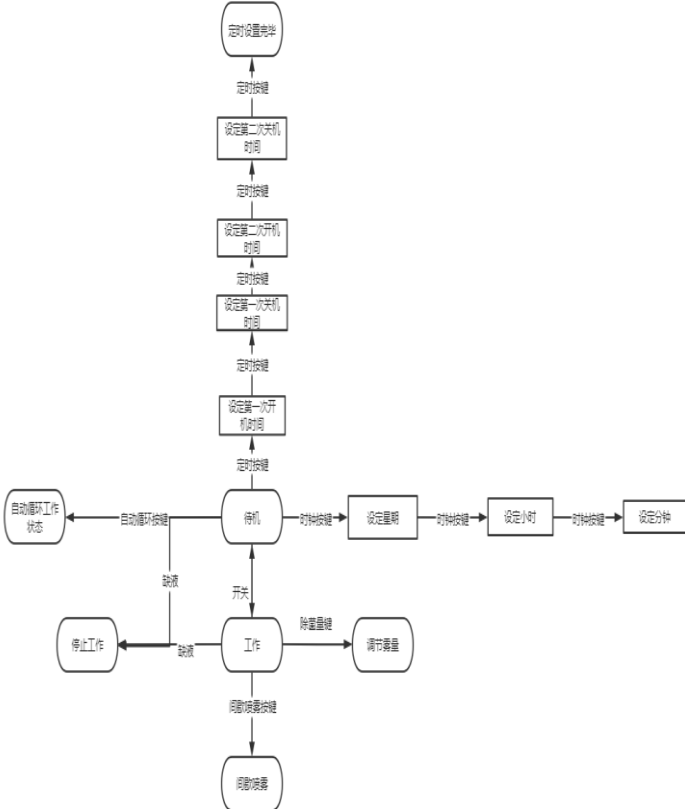 定时设置完毕
定时按键
设定第二次关机
时间
定时按键
设定第二次开机
时间
定时按键
设定第一次关机
时间
定时按键
设定第一次开
机时间
定时按键
自动循环工作
状态
自动循环按键
待机
时钟按键
设定星期
时钟按键
设定小时
时钟按键
设定分钟
缺液
开关
除菌量键
停止工作
缺液
工作
调节雾量
间歇喷雾按键
间歇喷雾